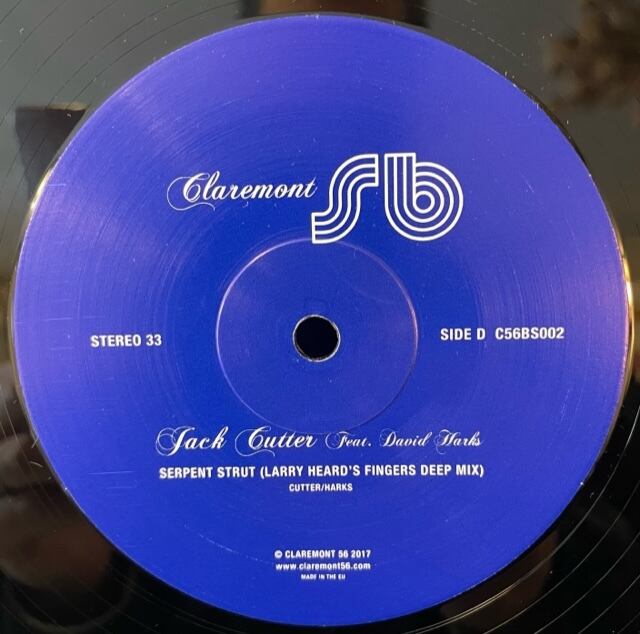 Claremont 56
STEREO 33
SIDE D C56BS002
Jack Cutter Feat. David Harks
SERPENT STRUT (LARRY HEARD'S FINGERS DEEP MIX)
CUTTER/HARKS
© CLAREMONT 56 2017
www.claremont56.com
MADE IN THE EU